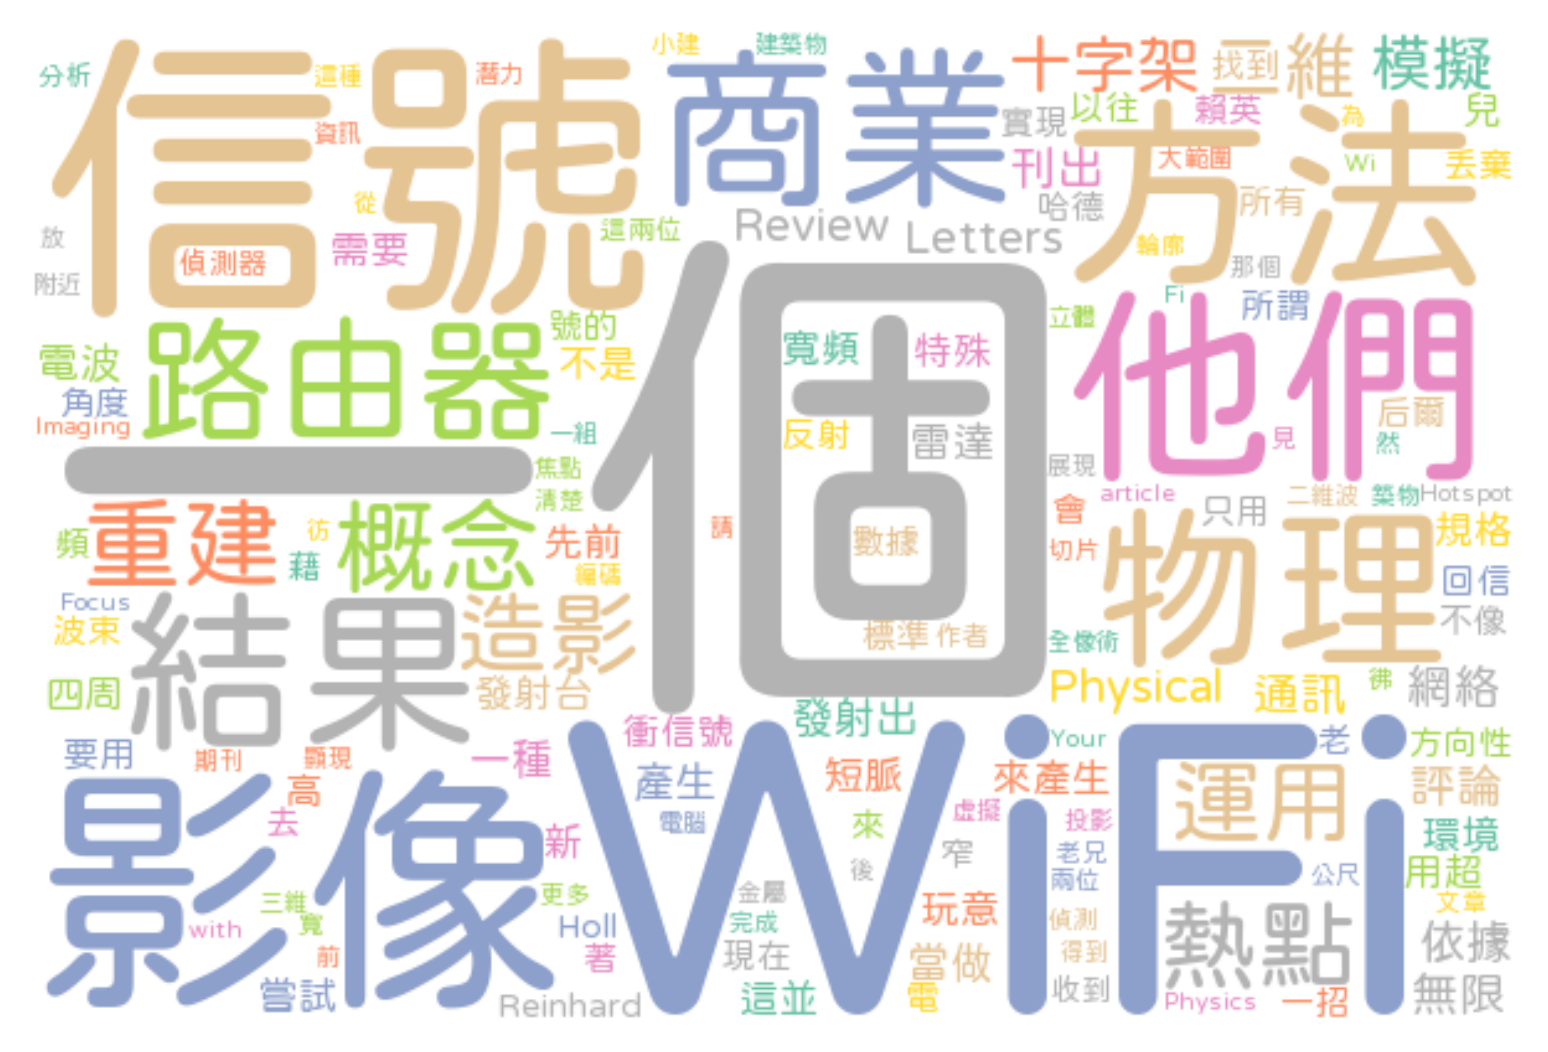 小建
建築物
分析
這種
潛力
信號
商業
十字架
找到
三維
模擬
資訊
實現
以往
賴英
為
兒
從
刊出
大範圍
Wi
丟棄
方法
放
需要
這兩位
Review
Letters
哈德
所有
輪廓
偵測器
附近
那個
個
他們
Fi
所謂
立體
號的
電波
路由器
不是
寬頻
特殊
角度
Imaging
一組
反射
雷達
后爾
見
然
一
焦點
清楚
展現
article
只用
二維波
築物
Hotspot
重建
彷
概念
先前
請
數據
會
切片
物理
規格
頻
藉
編碼
回信
Focus
波束
結果
造影
標準
作者
全像術
不像
四周
發射台
Physical
通訊
彿
網絡
發射出
衝信號
WiFi
Your
老
方向性
要用
期刊
顯現
一種
產生
短脈
來產生
運用
評論
影像
高
去
新
電腦
來
虛擬
投影
環境
窄
老兄
後
兩位
公尺
用超
三維
更多
金屬
玩意
文章
with
寬
Holl
完成
偵測
熱點
依據
前
著
現在
當做
得到
嘗試
Reinhard
這並
電
收到
Physics
一招
無限